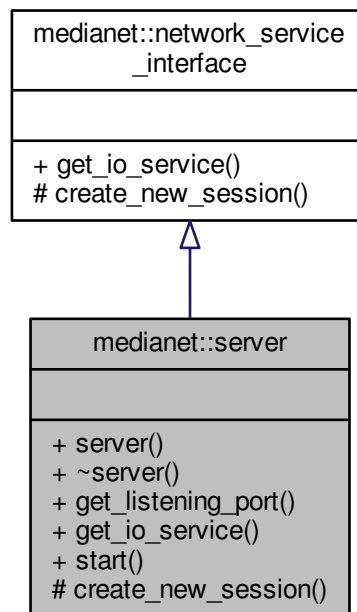 medianet::network_service
_interface
+ get_io_service()
# create_new_session()
medianet::server
+ server()
+ ~server()
+ get_listening_port()
+ get_io_service()
+ start()
# create_new_session()